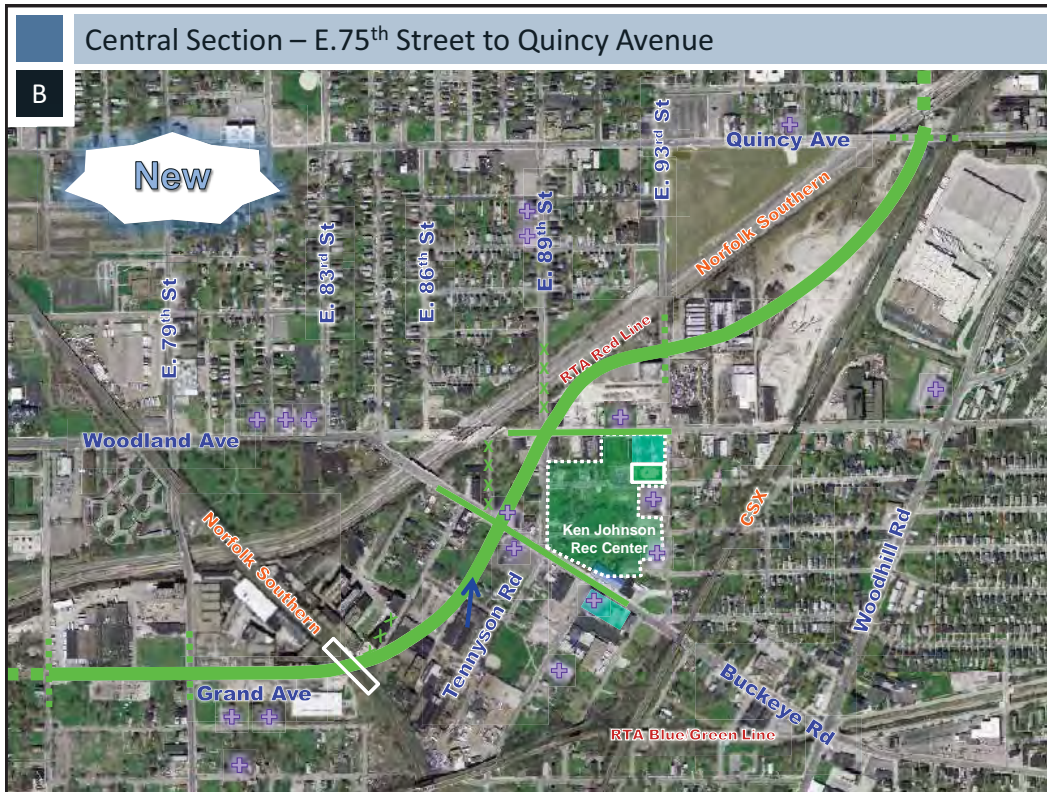 Central Section – E.75th Street to Quincy Avenue
B
New
Quincy Ave
E. 93rd St
Norfolk Southern
E. 89th St
E. 86th St
E. 83rd St
E. 79th St
RTA Red Line
Woodland Ave
Norfolk Southern
Ken Johnson
Rec Center
CSX
Woodhill Rd
Tennyson Rd
Grand Ave
Buckeye Rd
RTA Blue/Green Line